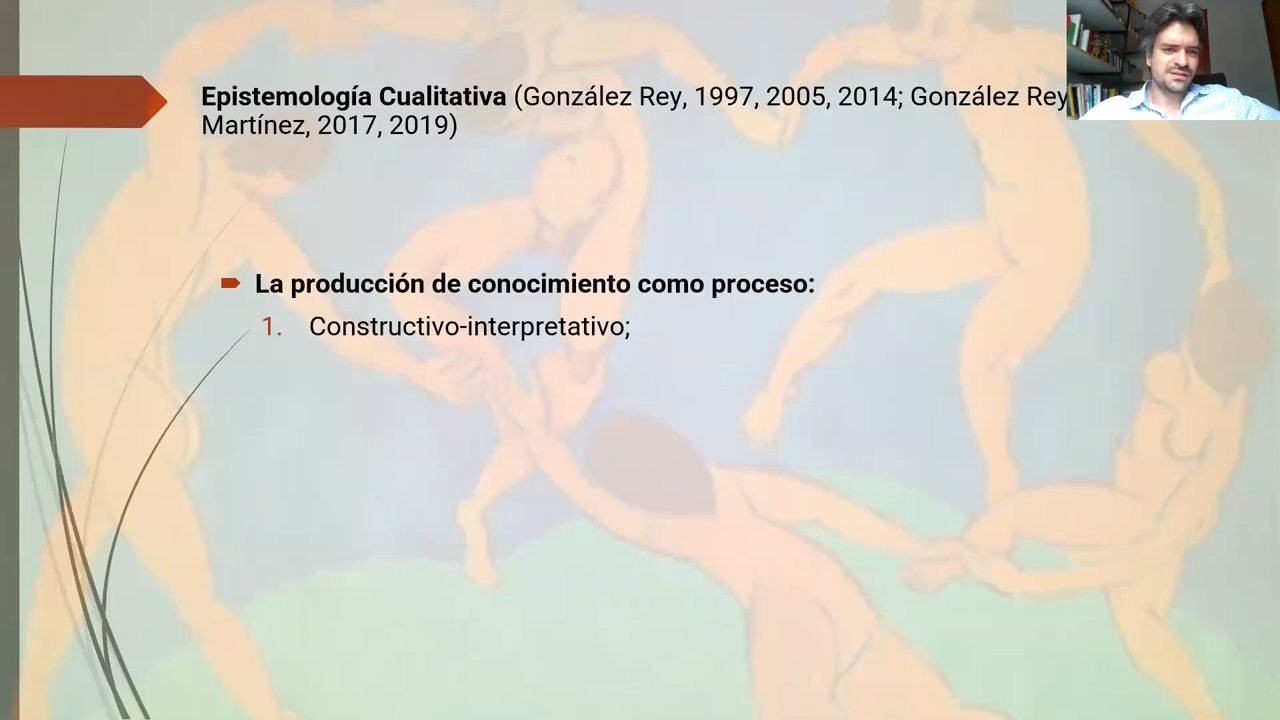 Epistemología Cualitativa (González Rey, 1997, 2005, 2014; González Rey
Martínez, 2017, 2019)
La producción de conocimiento como proceso:
1. Constructivo-interpretativo;